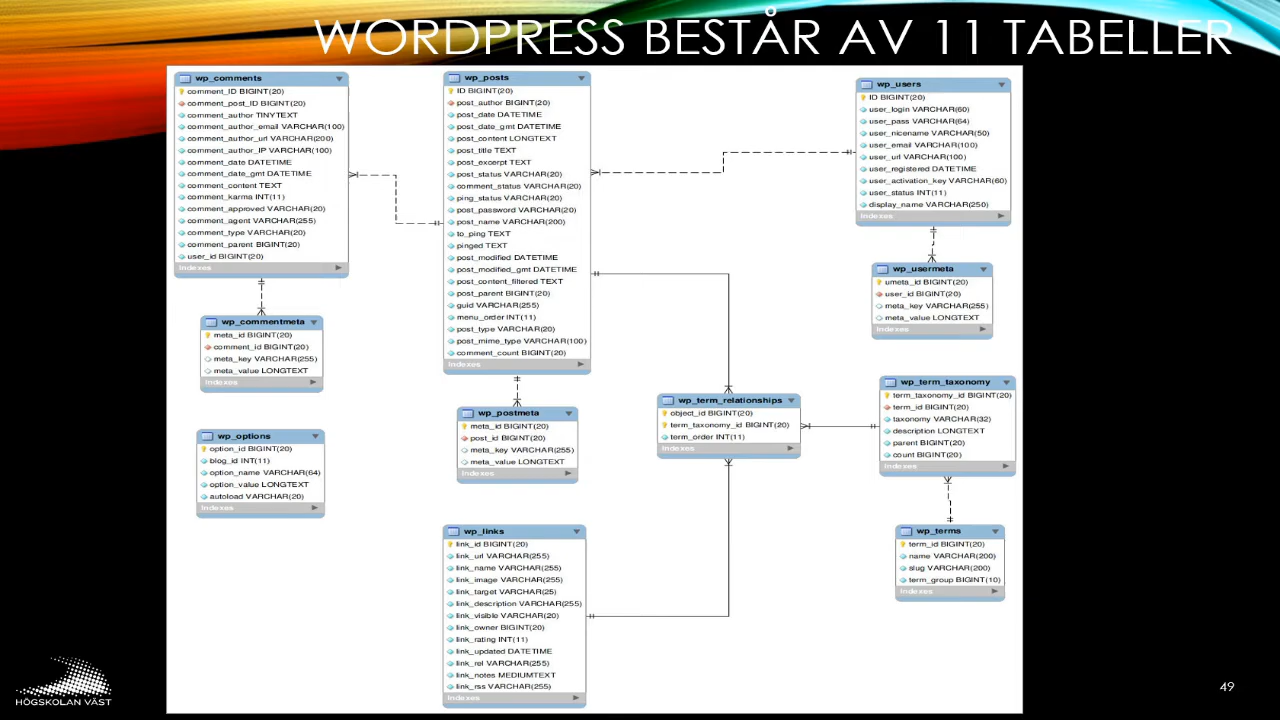 WORDPRESS BESTÅR AV 11 TABELLER
wp_comments
comment_ID BIGINT(20)
comment_post_ID BIGINT(20)
comment_author TINYTEXT
comment_author_email VARCHAR(100)
comment_author_url VARCHAR(200)
comment_author_IP VARCHAR(100)
comment_date DATETIME
comment_date_gmt DATETIME
comment_content TEXT
comment_karma INT(11)
comment_approved VARCHAR(20)
comment_agent VARCHAR(255)
comment_type VARCHAR(20)
comment_parent BIGINT(20)
user_id BIGINT(20)
Indexes
wp_commentmeta
meta_id BIGINT(20)
comment_id BIGINT(20)
meta_key VARCHAR(255)
meta_value LONGTEXT
Indexes
wp_options
option_id BIGINT(20)
blog_id INT(11)
option_name VARCHAR(64)
option_value LONGTEXT
autoload VARCHAR(20)
Indexes
wp_posts
ID BIGINT(20)
post_author BIGINT(20)
post_date DATETIME
post_date_gmt DATETIME
post_content LONGTEXT
post_title TEXT
post_excerpt TEXT
post_status VARCHAR(20)
comment_status VARCHAR(20)
ping_status VARCHAR(20)
post_password VARCHAR(20)
post_name VARCHAR(200)
to_ping TEXT
pinged TEXT
post_modified DATETIME
post_modified_gmt DATETIME
post_content_filtered TEXT
post_parent BIGINT(20)
guid VARCHAR(255)
menu_order INT(11)
post_type VARCHAR(20)
post_mime_type VARCHAR(100)
comment_count BIGINT(20)
Indexes
wp_postmeta
meta_id BIGINT(20)
post_id BIGINT(20)
meta_key VARCHAR(255)
meta_value LONGTEXT
Indexes
wp_links
link_id BIGINT(20)
link_url VARCHAR(255)
link_name VARCHAR(255)
link_image VARCHAR(255)
link_target VARCHAR(25)
link_description VARCHAR(255)
link_visible VARCHAR(20)
link_owner BIGINT(20)
link_rating INT(11)
link_updated DATETIME
link_rel VARCHAR(255)
link_notes MEDIUMTEXT
link_rss VARCHAR(255)
Indexes
wp_term_relationships
object_id BIGINT(20)
term_taxonomy_id BIGINT(20)
term_order INT(11)
Indexes
wp_users
ID BIGINT(20)
user_login VARCHAR(60)
user_pass VARCHAR(64)
user_nicename VARCHAR(50)
user_email VARCHAR(100)
user_url VARCHAR(100)
user_registered DATETIME
user_activation_key VARCHAR(60)
user_status INT(11)
display_name VARCHAR(250)
Indexes
wp_usermeta
umeta_id BIGINT(20)
user_id BIGINT(20)
meta_key VARCHAR(255)
meta_value LONGTEXT
Indexes
wp_term_taxonomy
term_taxonomy_id BIGINT(20)
term_id BIGINT(20)
taxonomy VARCHAR(32)
description LONGTEXT
parent BIGINT(20)
count BIGINT(20)
Indexes
wp_terms
term_id BIGINT(20)
name VARCHAR(200)
slug VARCHAR(200)
term_group BIGINT(10)
Indexes
HÖGSKOLAN VÄST
49